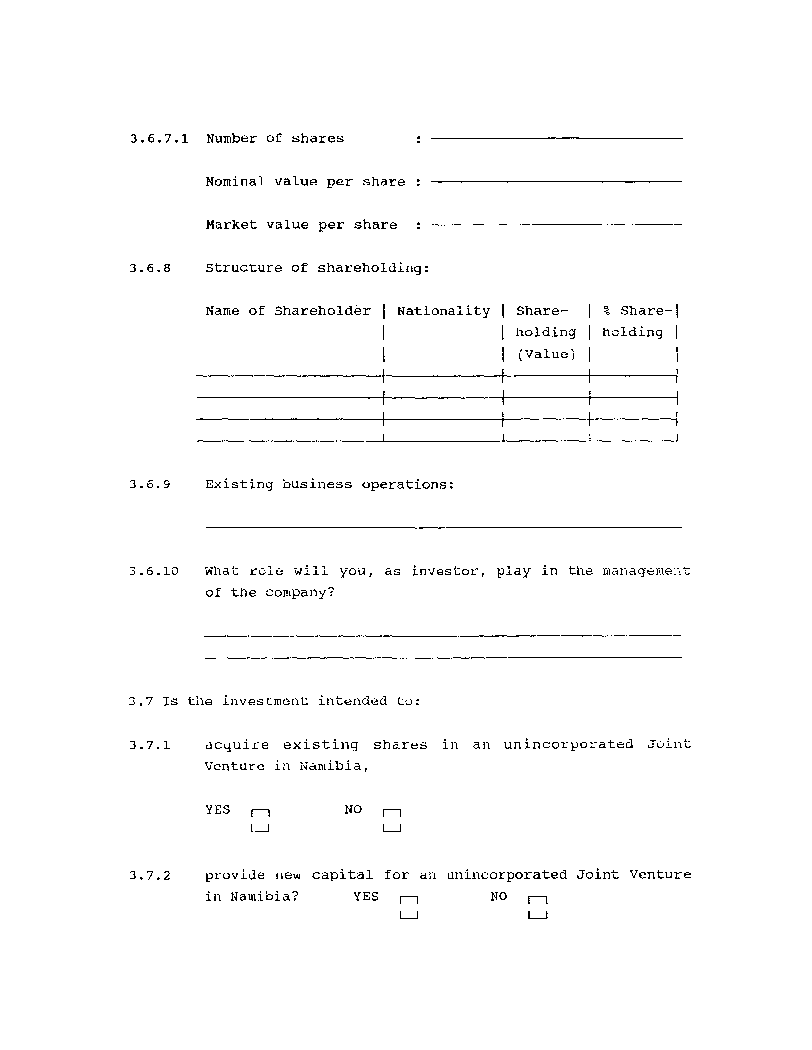 3.6.7.1 Number of shares :
Nominal value per share :
Market value per share :
3.6.8 Structure of shareholding:
Name of Shareholder | Nationality | Share- | % Share-|
| | holding | holding |
| | (Value) | |
3.6.9 Existing business operations:
3.6.10 What role will you, as investor, play in the management
of the company?
3.7 Is the investment intended to:
3.7.1 acquire existing shares in an unincorporated Joint
Venture in Namibia,
YES NO
3.7.2 provide new capital for an unincorporated Joint Venture
in Namibia? YES NO